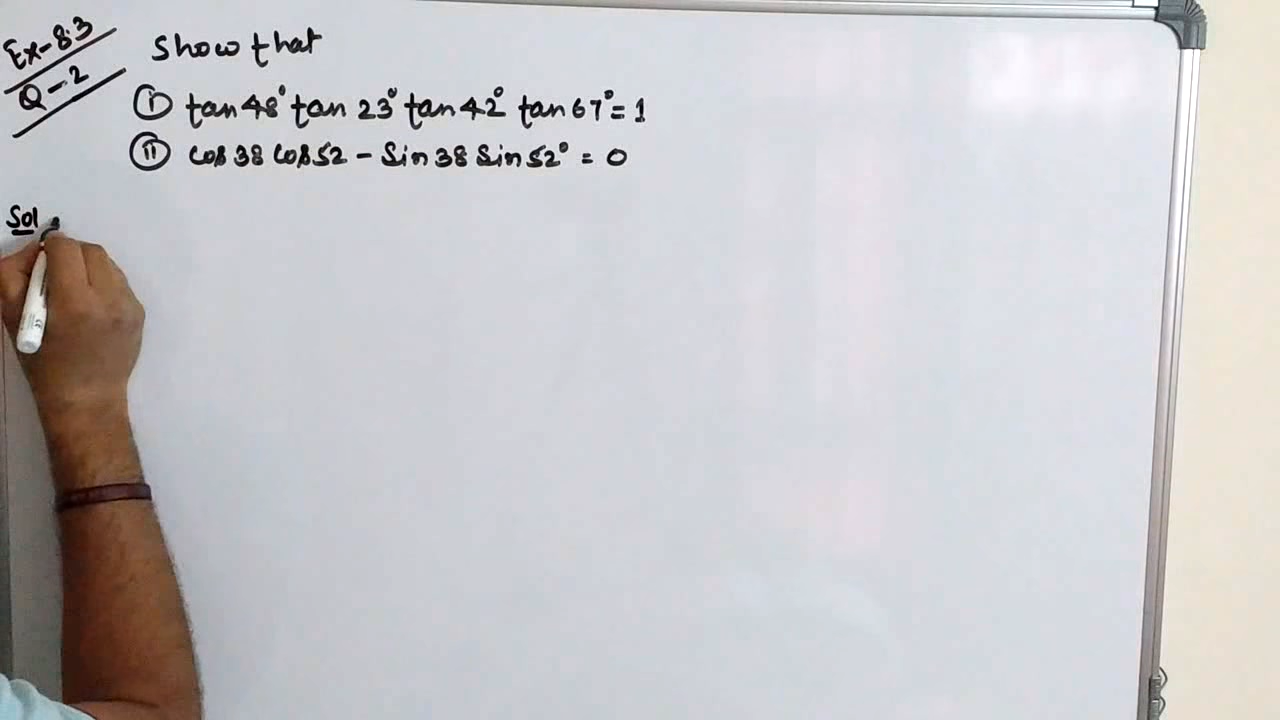 Ex-8.3
Q-2
Show that
(i) tan 48° tan 23° tan 42° tan 67° = 1
(ii) cos 38 cos 52 - Sin 38 Sin 52° = 0
Sol